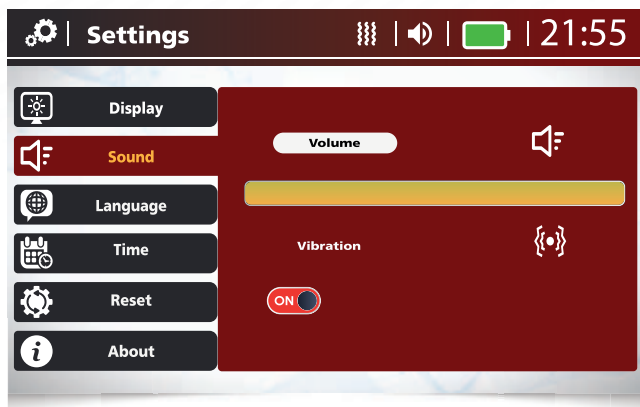 Settings
21:55
Display
Sound
Language
Time
Reset
About
Volume
Vibration
ON